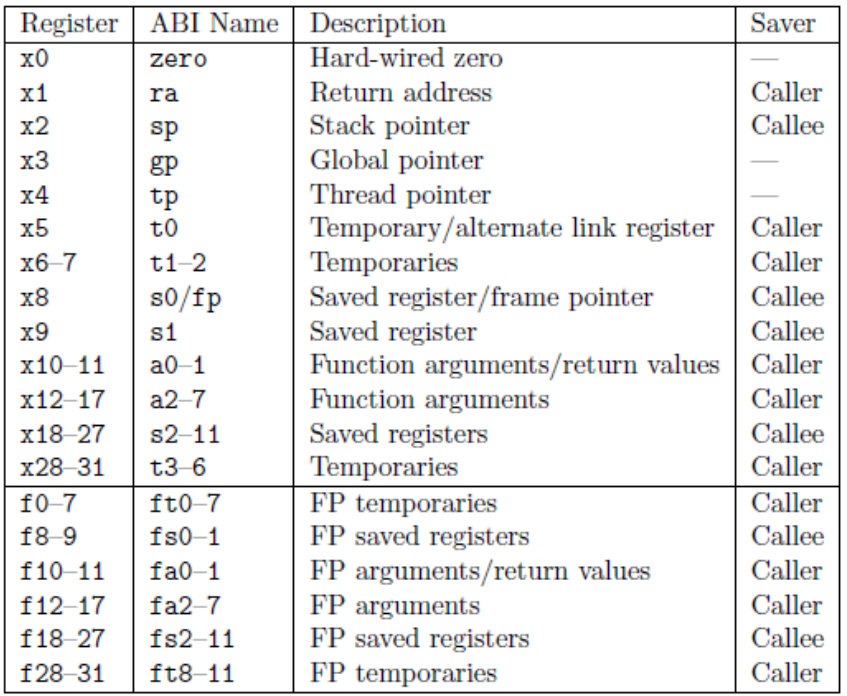 Register ABI Name Description Saver
x0 zero Hard-wired zero —
x1 ra Return address Caller
x2 sp Stack pointer Callee
x3 gp Global pointer —
x4 tp Thread pointer —
x5 t0 Temporary/alternate link register Caller
x6–7 t1–2 Temporaries Caller
x8 s0/fp Saved register/frame pointer Callee
x9 s1 Saved register Callee
x10–11 a0–1 Function arguments/return values Caller
x12–17 a2–7 Function arguments Caller
x18–27 s2–11 Saved registers Callee
x28–31 t3–6 Temporaries Caller
f0–7 ft0–7 FP temporaries Caller
f8–9 fs0–1 FP saved registers Callee
f10–11 fa0–1 FP arguments/return values Caller
f12–17 fa2–7 FP arguments Caller
f18–27 fs2–11 FP saved registers Callee
f28–31 ft8–11 FP temporaries Caller